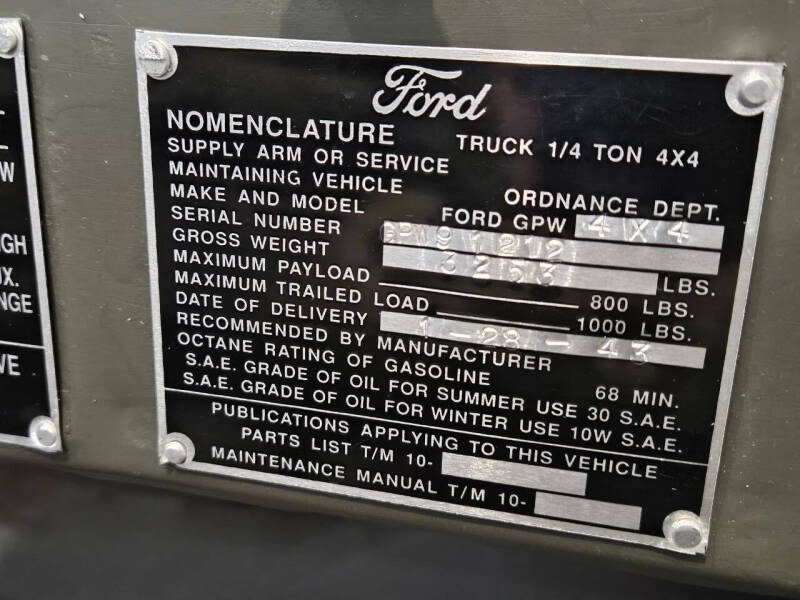 Ford
NOMENCLATURE TRUCK 1/4 TON 4X4
SUPPLY ARM OR SERVICE
MAINTAINING VEHICLE ORDNANCE DEPT.
MAKE AND MODEL FORD GPW 4X4
SERIAL NUMBER GPW91212
GROSS WEIGHT 3253 LBS.
MAXIMUM PAYLOAD 800 LBS.
MAXIMUM TRAILED LOAD 1000 LBS.
DATE OF DELIVERY 1-28-43
RECOMMENDED BY MANUFACTURER
OCTANE RATING OF GASOLINE 68 MIN.
S.A.E. GRADE OF OIL FOR SUMMER USE 30 S.A.E.
S.A.E. GRADE OF OIL FOR WINTER USE 10W S.A.E.
PUBLICATIONS APPLYING TO THIS VEHICLE
PARTS LIST T/M 10-
MAINTENANCE MANUAL T/M 10-